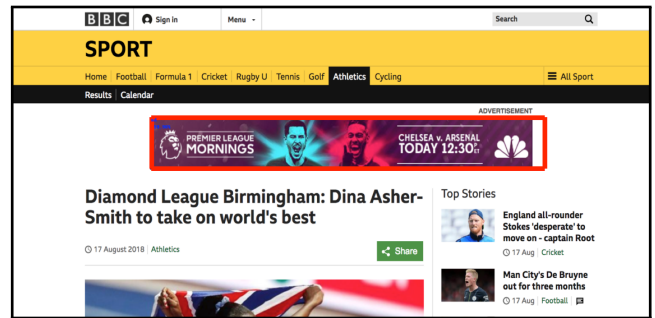 BBC Sign in Menu Search
SPORT
Home Football Formula 1 Cricket Rugby U Tennis Golf Athletics Cycling All Sport
Results Calendar
ADVERTISEMENT
PREMIER LEAGUE
MORNINGS
CHELSEA v. ARSENAL
TODAY 12:30
Diamond League Birmingham: Dina Asher-
Smith to take on world's best
17 August 2018 Athletics
Share
Top Stories
England all-rounder
Stokes 'desperate' to
move on - captain Root
17 Aug Cricket
Man City's De Bruyne
out for three months
17 Aug Football